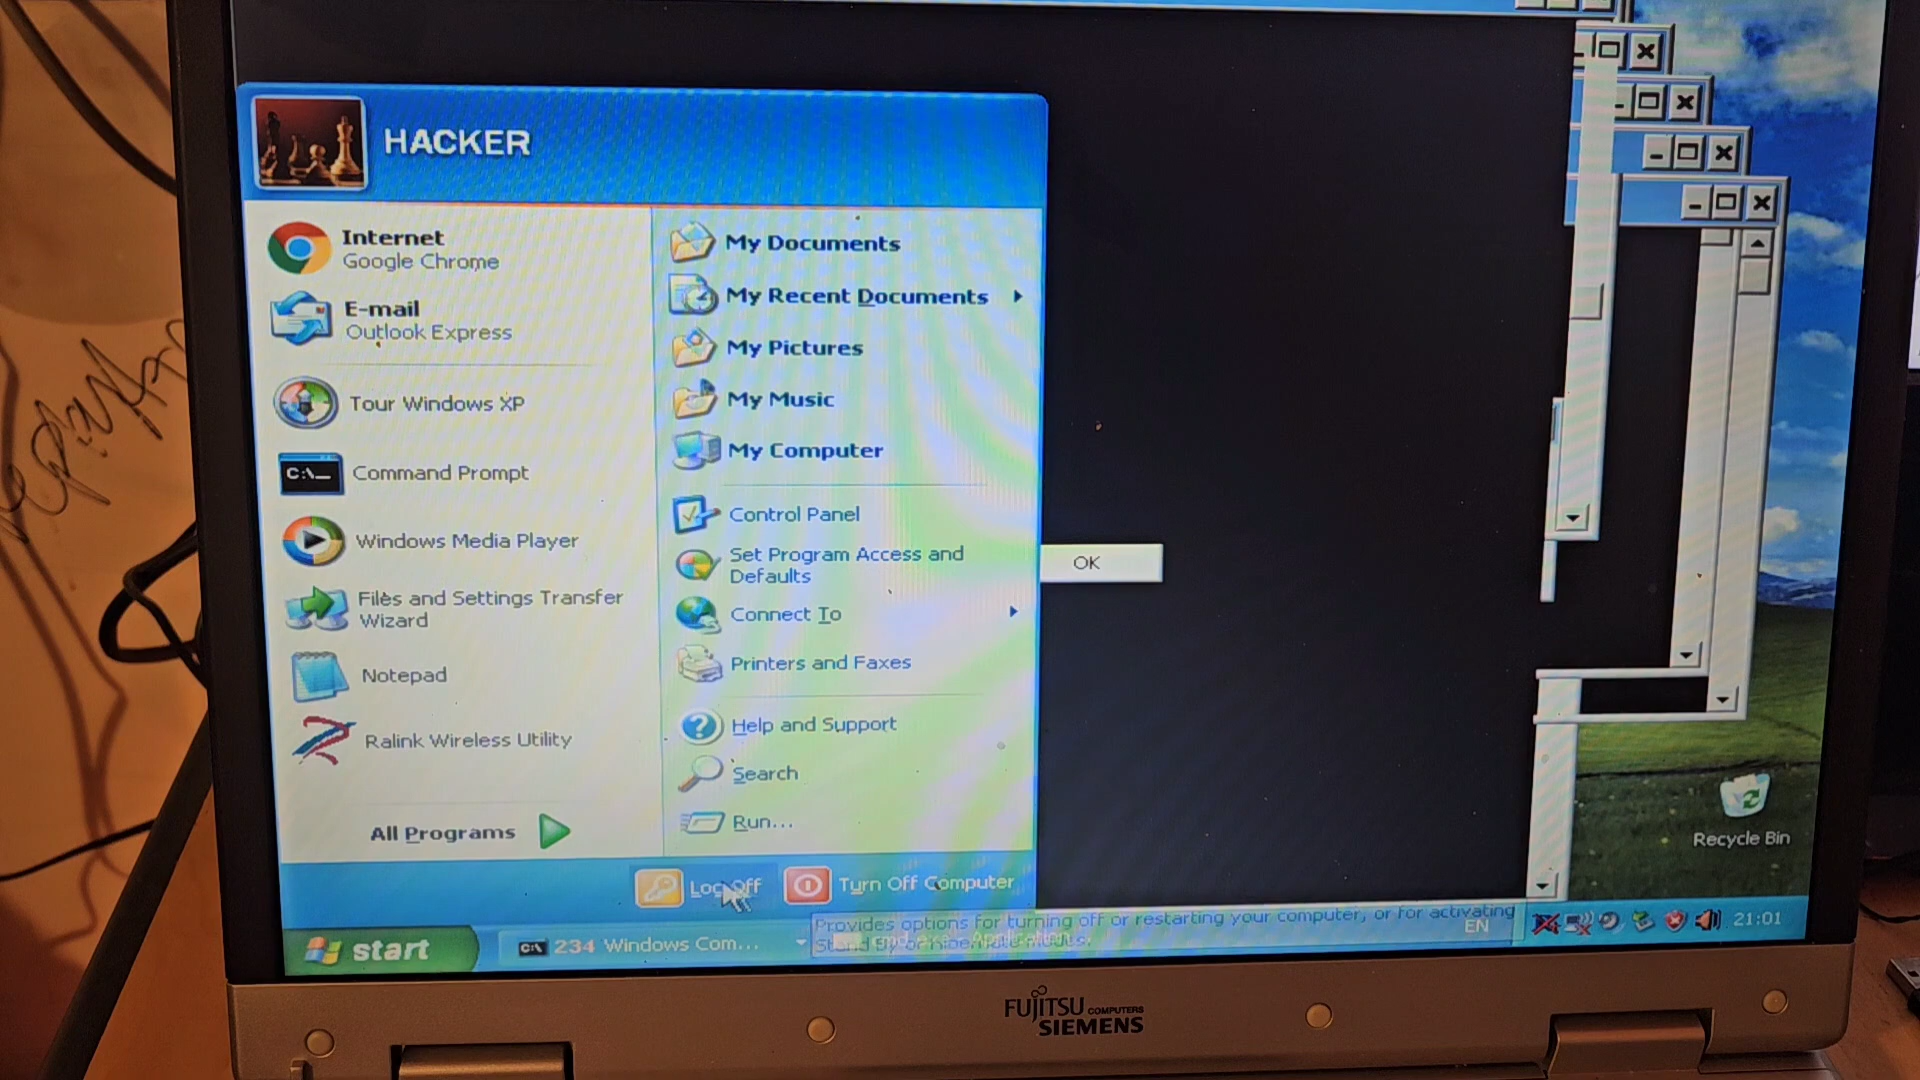 HACKER
Internet
Google Chrome
E-mail
Outlook Express
Tour Windows XP
C:\_
Command Prompt
Windows Media Player
Files and Settings Transfer
Wizard
Notepad
Ralink Wireless Utility
All Programs
My Documents
My Recent Documents
My Pictures
My Music
My Computer
Control Panel
Set Program Access and
Defaults
Connect To
Printers and Faxes
Help and Support
Search
Run...
OK
Recycle Bin
Log Off
Turn Off Computer
Provides options for turning off or restarting your computer, or for activating
Stand By or hibernate modes.
start
234 Windows Com...
EN
21:01
FUJITSU COMPUTERS
SIEMENS